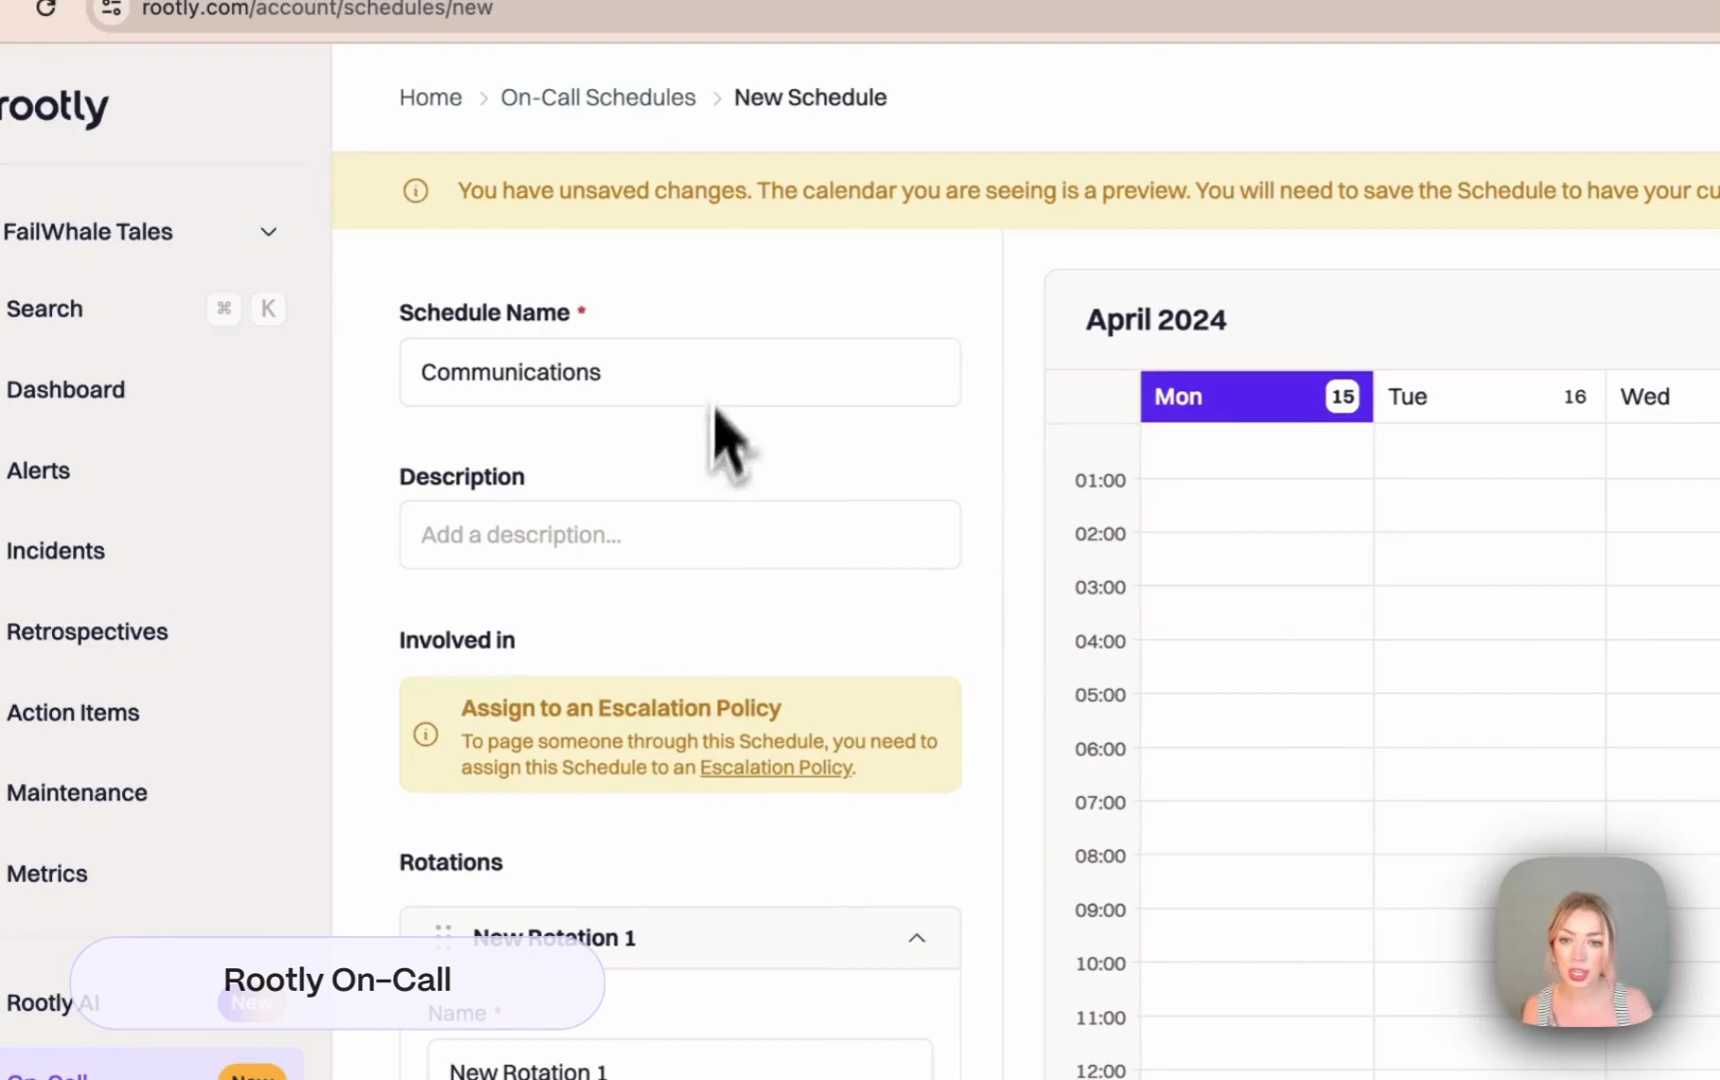 rootly.com/account/schedules/new
rootly
Home > On-Call Schedules > New Schedule
You have unsaved changes. The calendar you are seeing is a preview. You will need to save the Schedule to have your cu
FailWhale Tales
Search ⌘ K
Dashboard
Alerts
Incidents
Retrospectives
Action Items
Maintenance
Metrics
Rootly AI New
On-Call New
Rootly On-Call
Schedule Name *
Communications
Description
Add a description...
Involved in
Assign to an Escalation Policy
To page someone through this Schedule, you need to
assign this Schedule to an Escalation Policy.
Rotations
New Rotation 1
Name *
New Rotation 1
April 2024
Mon 15 Tue 16 Wed
01:00
02:00
03:00
04:00
05:00
06:00
07:00
08:00
09:00
10:00
11:00
12:00